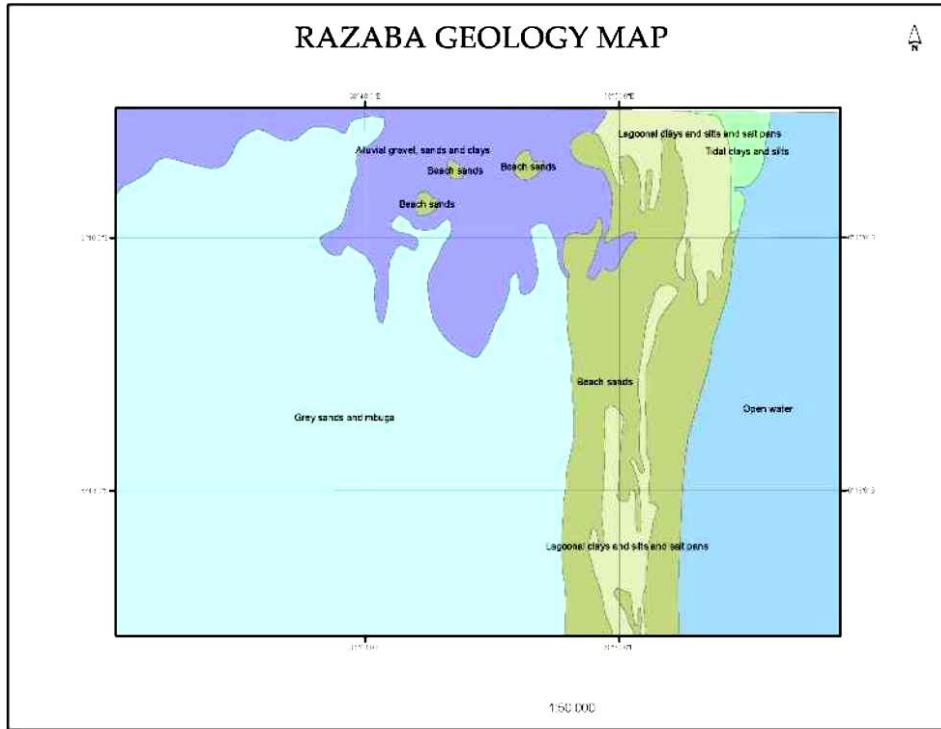 RAZABA GEOLOGY MAP
N
Lagoonal clays and silts and salt pans
Alluvial gravel, sands and clays
Tidal clays and silts
Beach sands
Beach sands
Beach sands
Beach sands
Open water
Grey sands and mbuga
Lagoonal clays and silts and salt pans
1:50 000